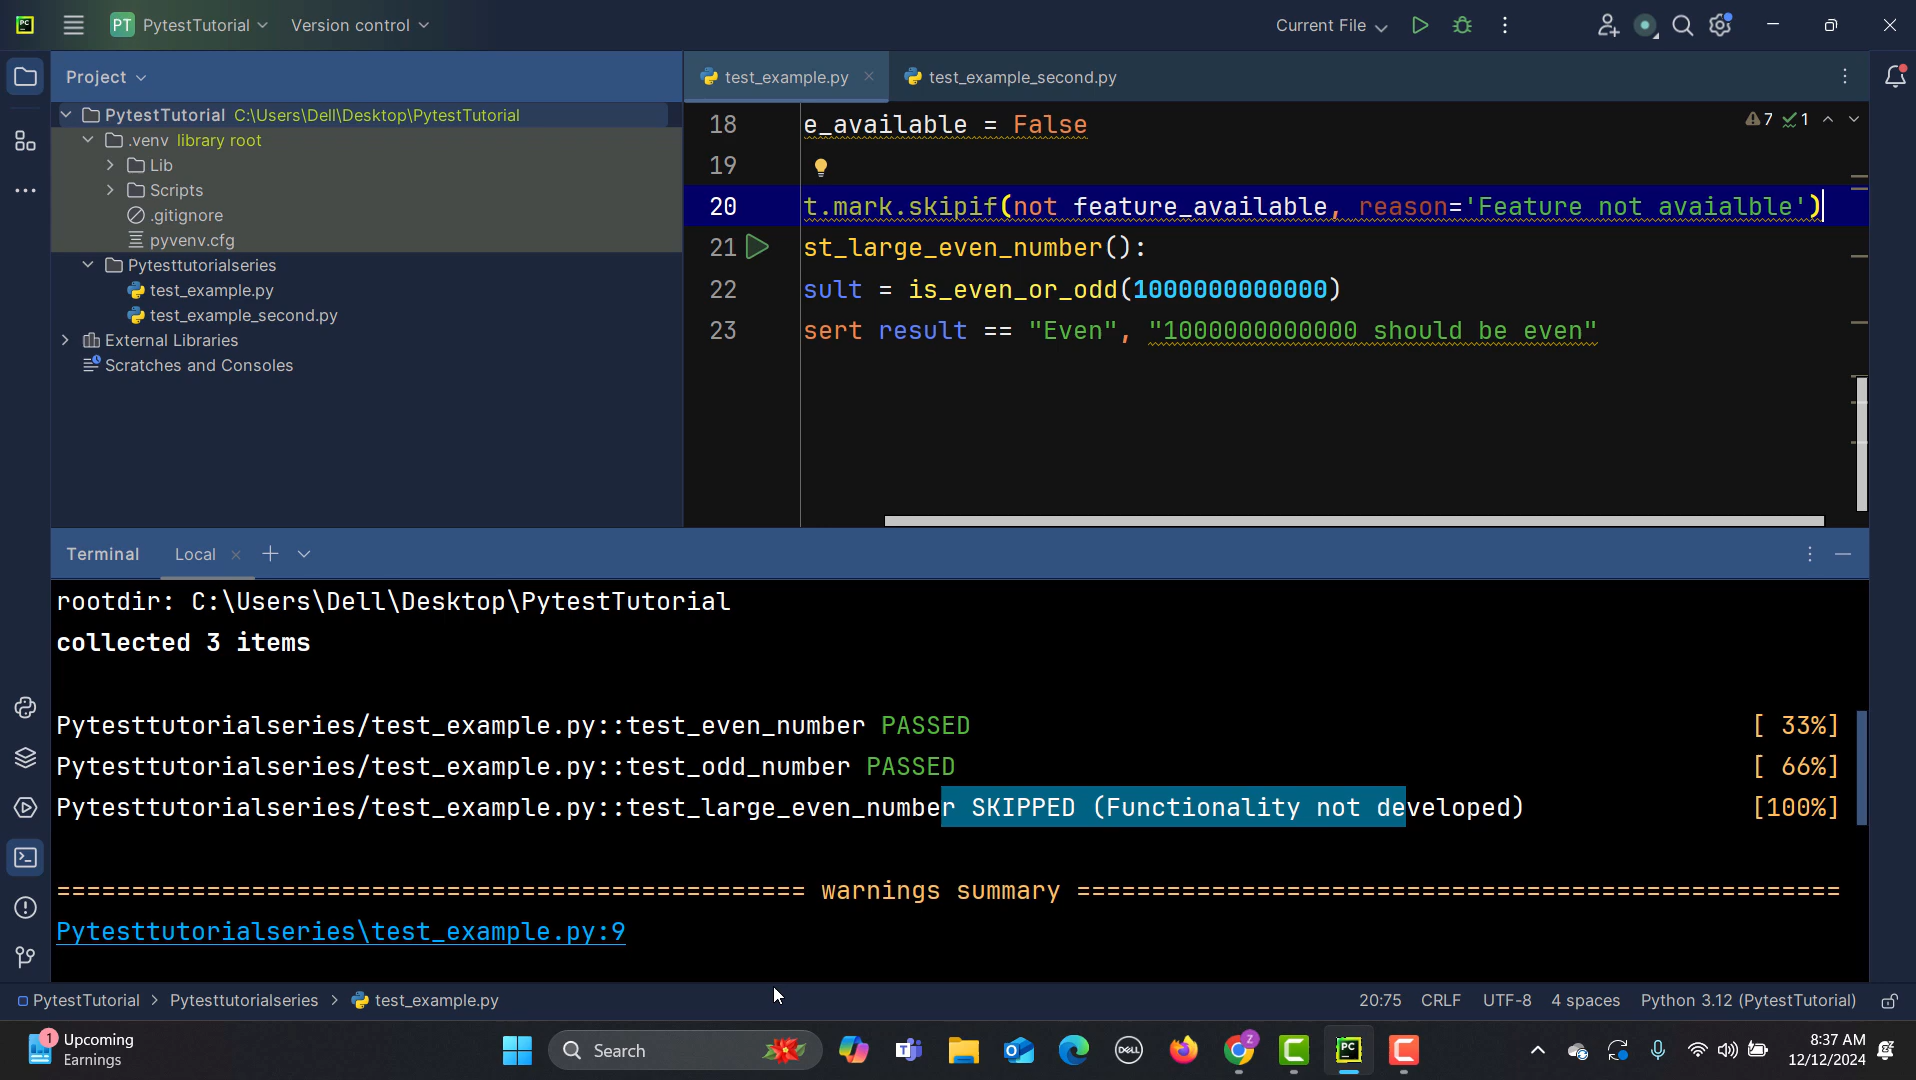 PC
PT PytestTutorial Version control Current File
Project
test_example.py test_example_second.py
PytestTutorial C:\Users\Dell\Desktop\PytestTutorial
.venv library root
Lib
Scripts
.gitignore
pyvenv.cfg
Pytesttutorialseries
test_example.py
test_example_second.py
External Libraries
Scratches and Consoles
7 1
18 e_available = False
19
20 t.mark.skipif(not feature_available, reason='Feature not avaialble')
21 st_large_even_number():
22 sult = is_even_or_odd(1000000000000)
23 sert result == "Even", "1000000000000 should be even"
Terminal Local
rootdir: C:\Users\Dell\Desktop\PytestTutorial
collected 3 items
Pytesttutorialseries/test_example.py::test_even_number PASSED [ 33%]
Pytesttutorialseries/test_example.py::test_odd_number PASSED [ 66%]
Pytesttutorialseries/test_example.py::test_large_even_number SKIPPED (Functionality not developed) [100%]
================================================== warnings summary ===================================================
Pytesttutorialseries\test_example.py:9
PytestTutorial > Pytesttutorialseries > test_example.py 20:75 CRLF UTF-8 4 spaces Python 3.12 (PytestTutorial)
1 Upcoming
Earnings
Search
DELL
Z
PC
8:37 AM
12/12/2024